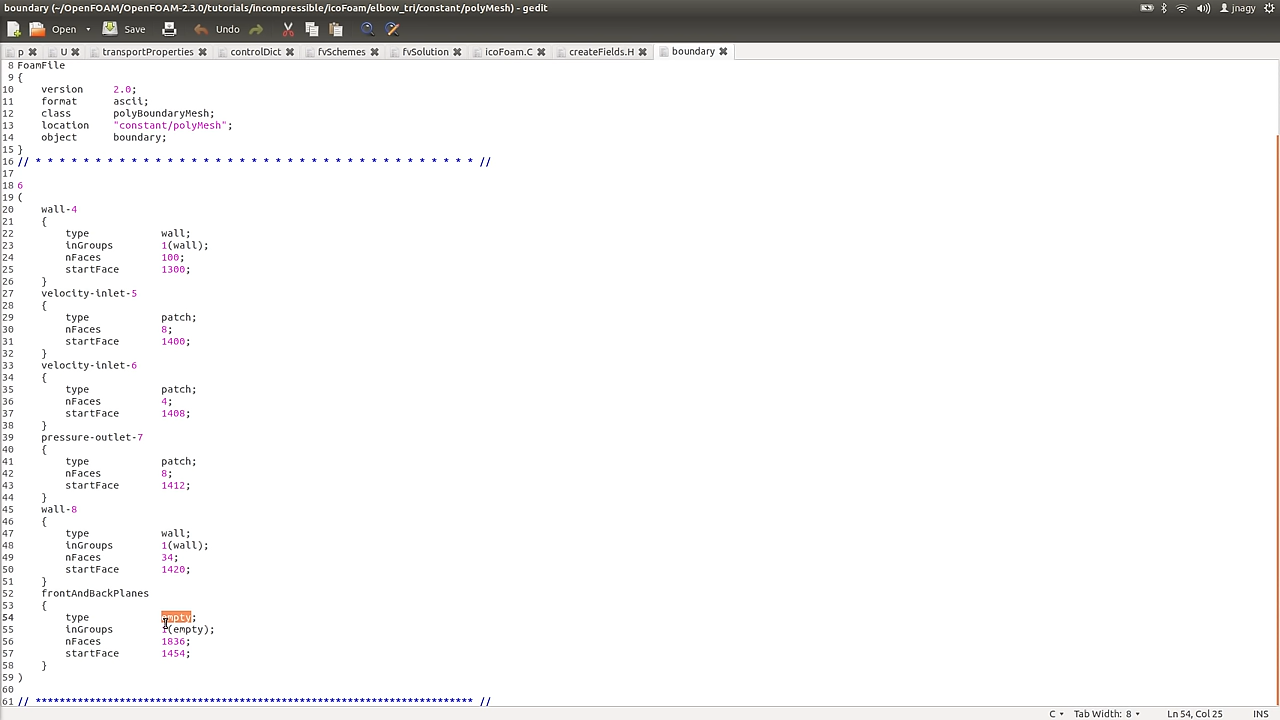 boundary (~/OpenFOAM/OpenFOAM-2.3.0/tutorials/incompressible/icoFoam/elbow_tri/constant/polyMesh) - gedit
jnagy
Open Save Undo
p U transportProperties controlDict fvSchemes fvSolution icoFoam.C createFields.H boundary
8 FoamFile
9 {
10 version 2.0;
11 format ascii;
12 class polyBoundaryMesh;
13 location "constant/polyMesh";
14 object boundary;
15 }
16 // * * * * * * * * * * * * * * * * * * * * * * * * * * * * * * * * * * * * * //
17
18 6
19 (
20 wall-4
21 {
22 type wall;
23 inGroups 1(wall);
24 nFaces 100;
25 startFace 1300;
26 }
27 velocity-inlet-5
28 {
29 type patch;
30 nFaces 8;
31 startFace 1400;
32 }
33 velocity-inlet-6
34 {
35 type patch;
36 nFaces 4;
37 startFace 1408;
38 }
39 pressure-outlet-7
40 {
41 type patch;
42 nFaces 8;
43 startFace 1412;
44 }
45 wall-8
46 {
47 type wall;
48 inGroups 1(wall);
49 nFaces 34;
50 startFace 1420;
51 }
52 frontAndBackPlanes
53 {
54 type empty;
55 inGroups 1(empty);
56 nFaces 1836;
57 startFace 1454;
58 }
59 )
60
61 // ************************************************************************* //
C Tab Width: 8 Ln 54, Col 25 INS